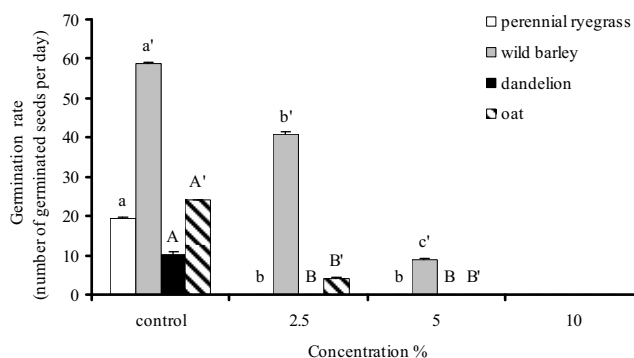 70
60
50
40
30
20
10
0
Germination rate
(number of germinated seeds per day)
perennial ryegrass
wild barley
dandelion
oat
a
a'
A
A'
b
b'
B
B'
b
c'
B
B'
control
2.5
5
10
Concentration %